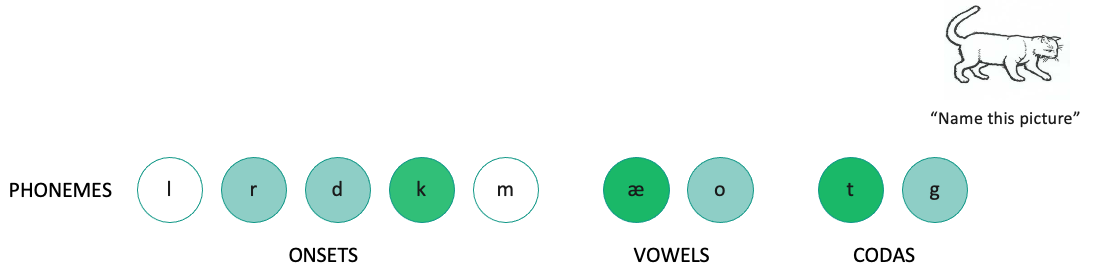 “Name this picture”
PHONEMES l r d k m æ o t g
ONSETS VOWELS CODAS